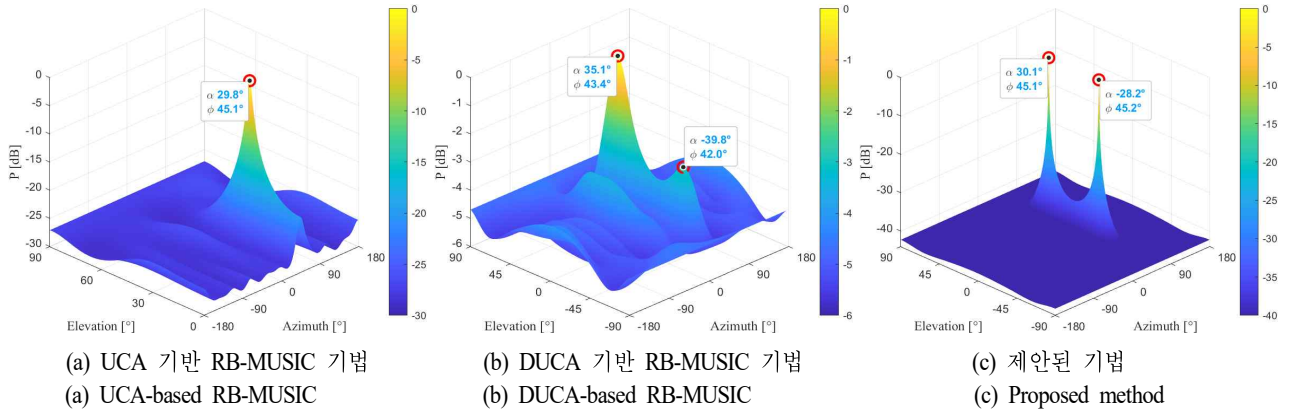 0
-5
-10
-15
-20
-25
-30
P [dB]
α 29.8°
ϕ 45.1°
90
60
30
0
Elevation [°]
-180
-90
0
90
180
Azimuth [°]
0
-5
-10
-15
-20
-25
-30
(a) UCA 기반 RB-MUSIC 기법
(a) UCA-based RB-MUSIC
0
-1
-2
-3
-4
-5
-6
P [dB]
α 35.1°
ϕ 43.4°
α -39.8°
ϕ 42.0°
90
45
0
-45
-90
Elevation [°]
-180
-90
0
90
180
Azimuth [°]
0
-1
-2
-3
-4
-5
-6
(b) DUCA 기반 RB-MUSIC 기법
(b) DUCA-based RB-MUSIC
0
-10
-20
-30
-40
P [dB]
α 30.1°
ϕ 45.1°
α -28.2°
ϕ 45.2°
90
45
0
-45
-90
Elevation [°]
-180
-90
0
90
180
Azimuth [°]
0
-5
-10
-15
-20
-25
-30
-35
-40
(c) 제안된 기법
(c) Proposed method